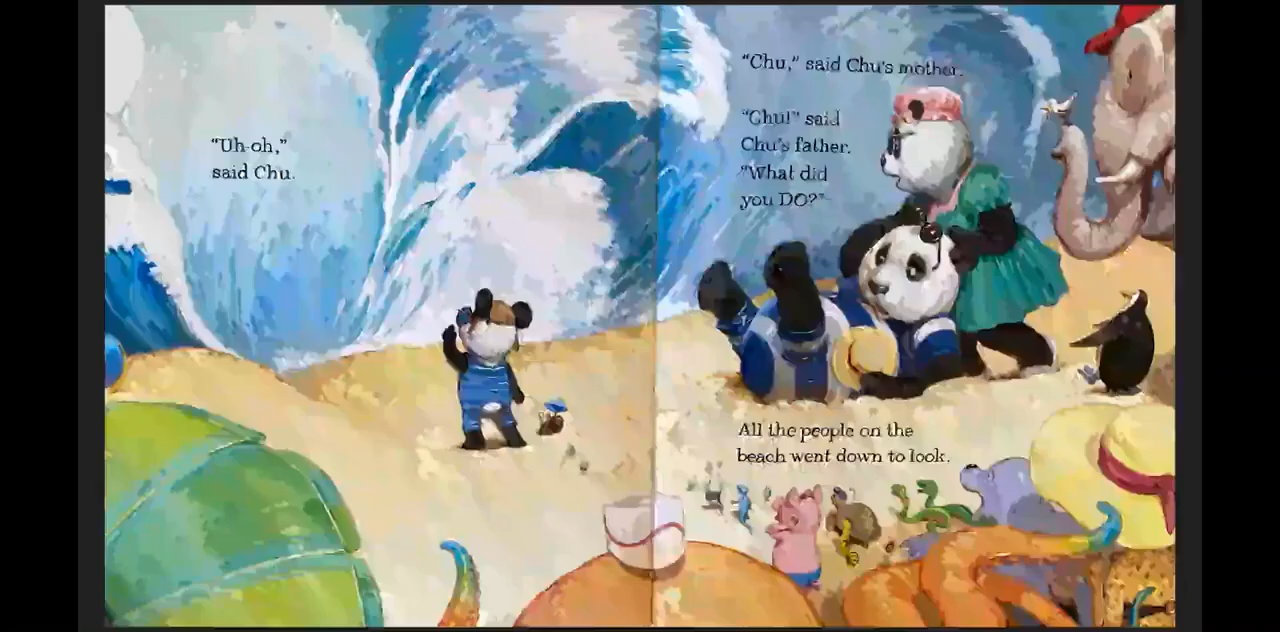 "Uh-oh,"
said Chu.
"Chu," said Chu's mother.
"Chu!" said
Chu's father.
"What did
you DO?"
All the people on the
beach went down to look.